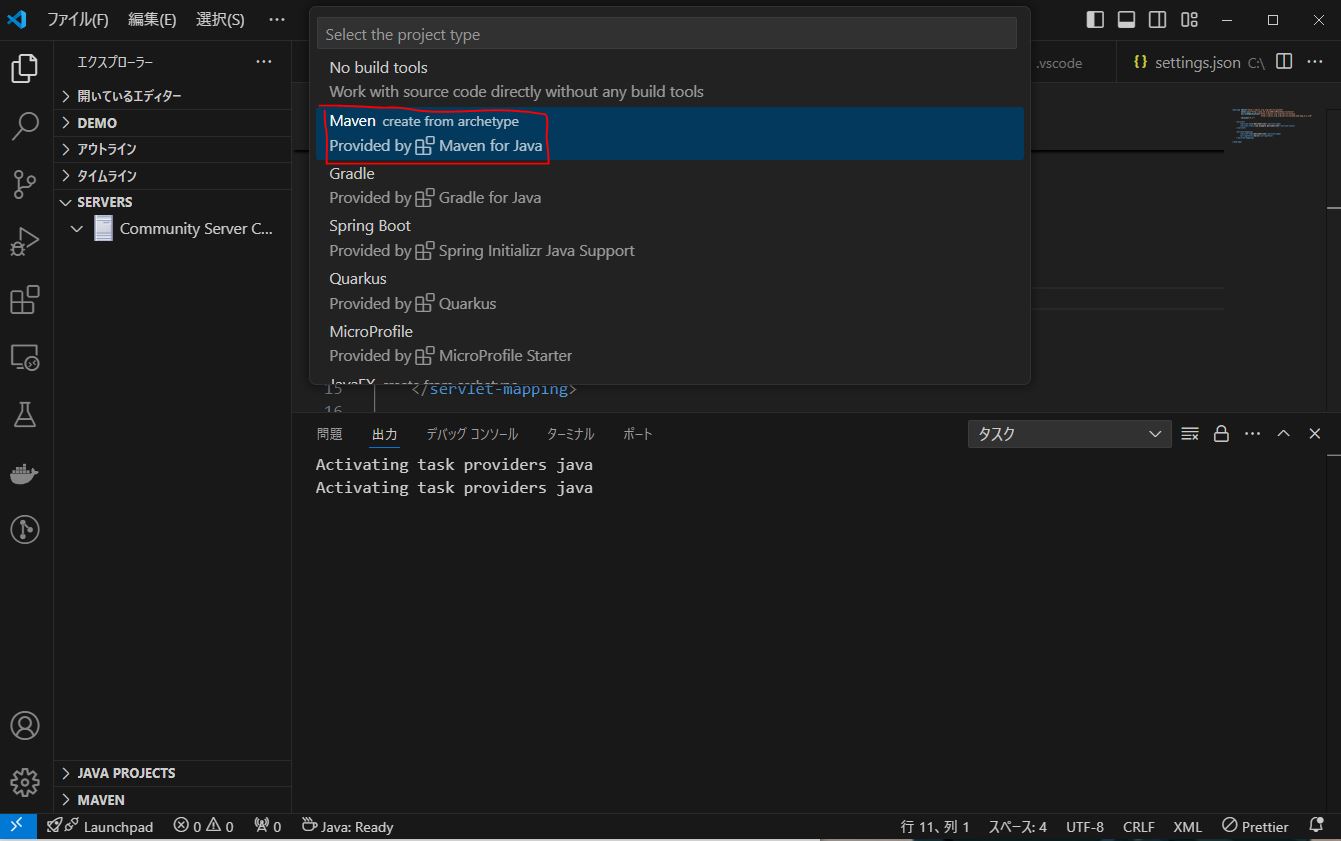 ファイル(F) 編集(E) 選択(S) ···
Select the project type
No build tools
Work with source code directly without any build tools
Maven create from archetype
Provided by Maven for Java
Gradle
Provided by Gradle for Java
Spring Boot
Provided by Spring Initializr Java Support
Quarkus
Provided by Quarkus
MicroProfile
Provided by MicroProfile Starter
JavaFX create from archetype
.vscode
{} settings.json C:\
エクスプローラー
開いているエディター
DEMO
アウトライン
タイムライン
SERVERS
Community Server C...
JAVA PROJECTS
MAVEN
15 </servlet-mapping>
16
問題 出力 デバッグ コンソール ターミナル ポート
タスク
Activating task providers java
Activating task providers java
Launchpad 0 0 0 Java: Ready
行 11、列 1 スペース: 4 UTF-8 CRLF XML Prettier